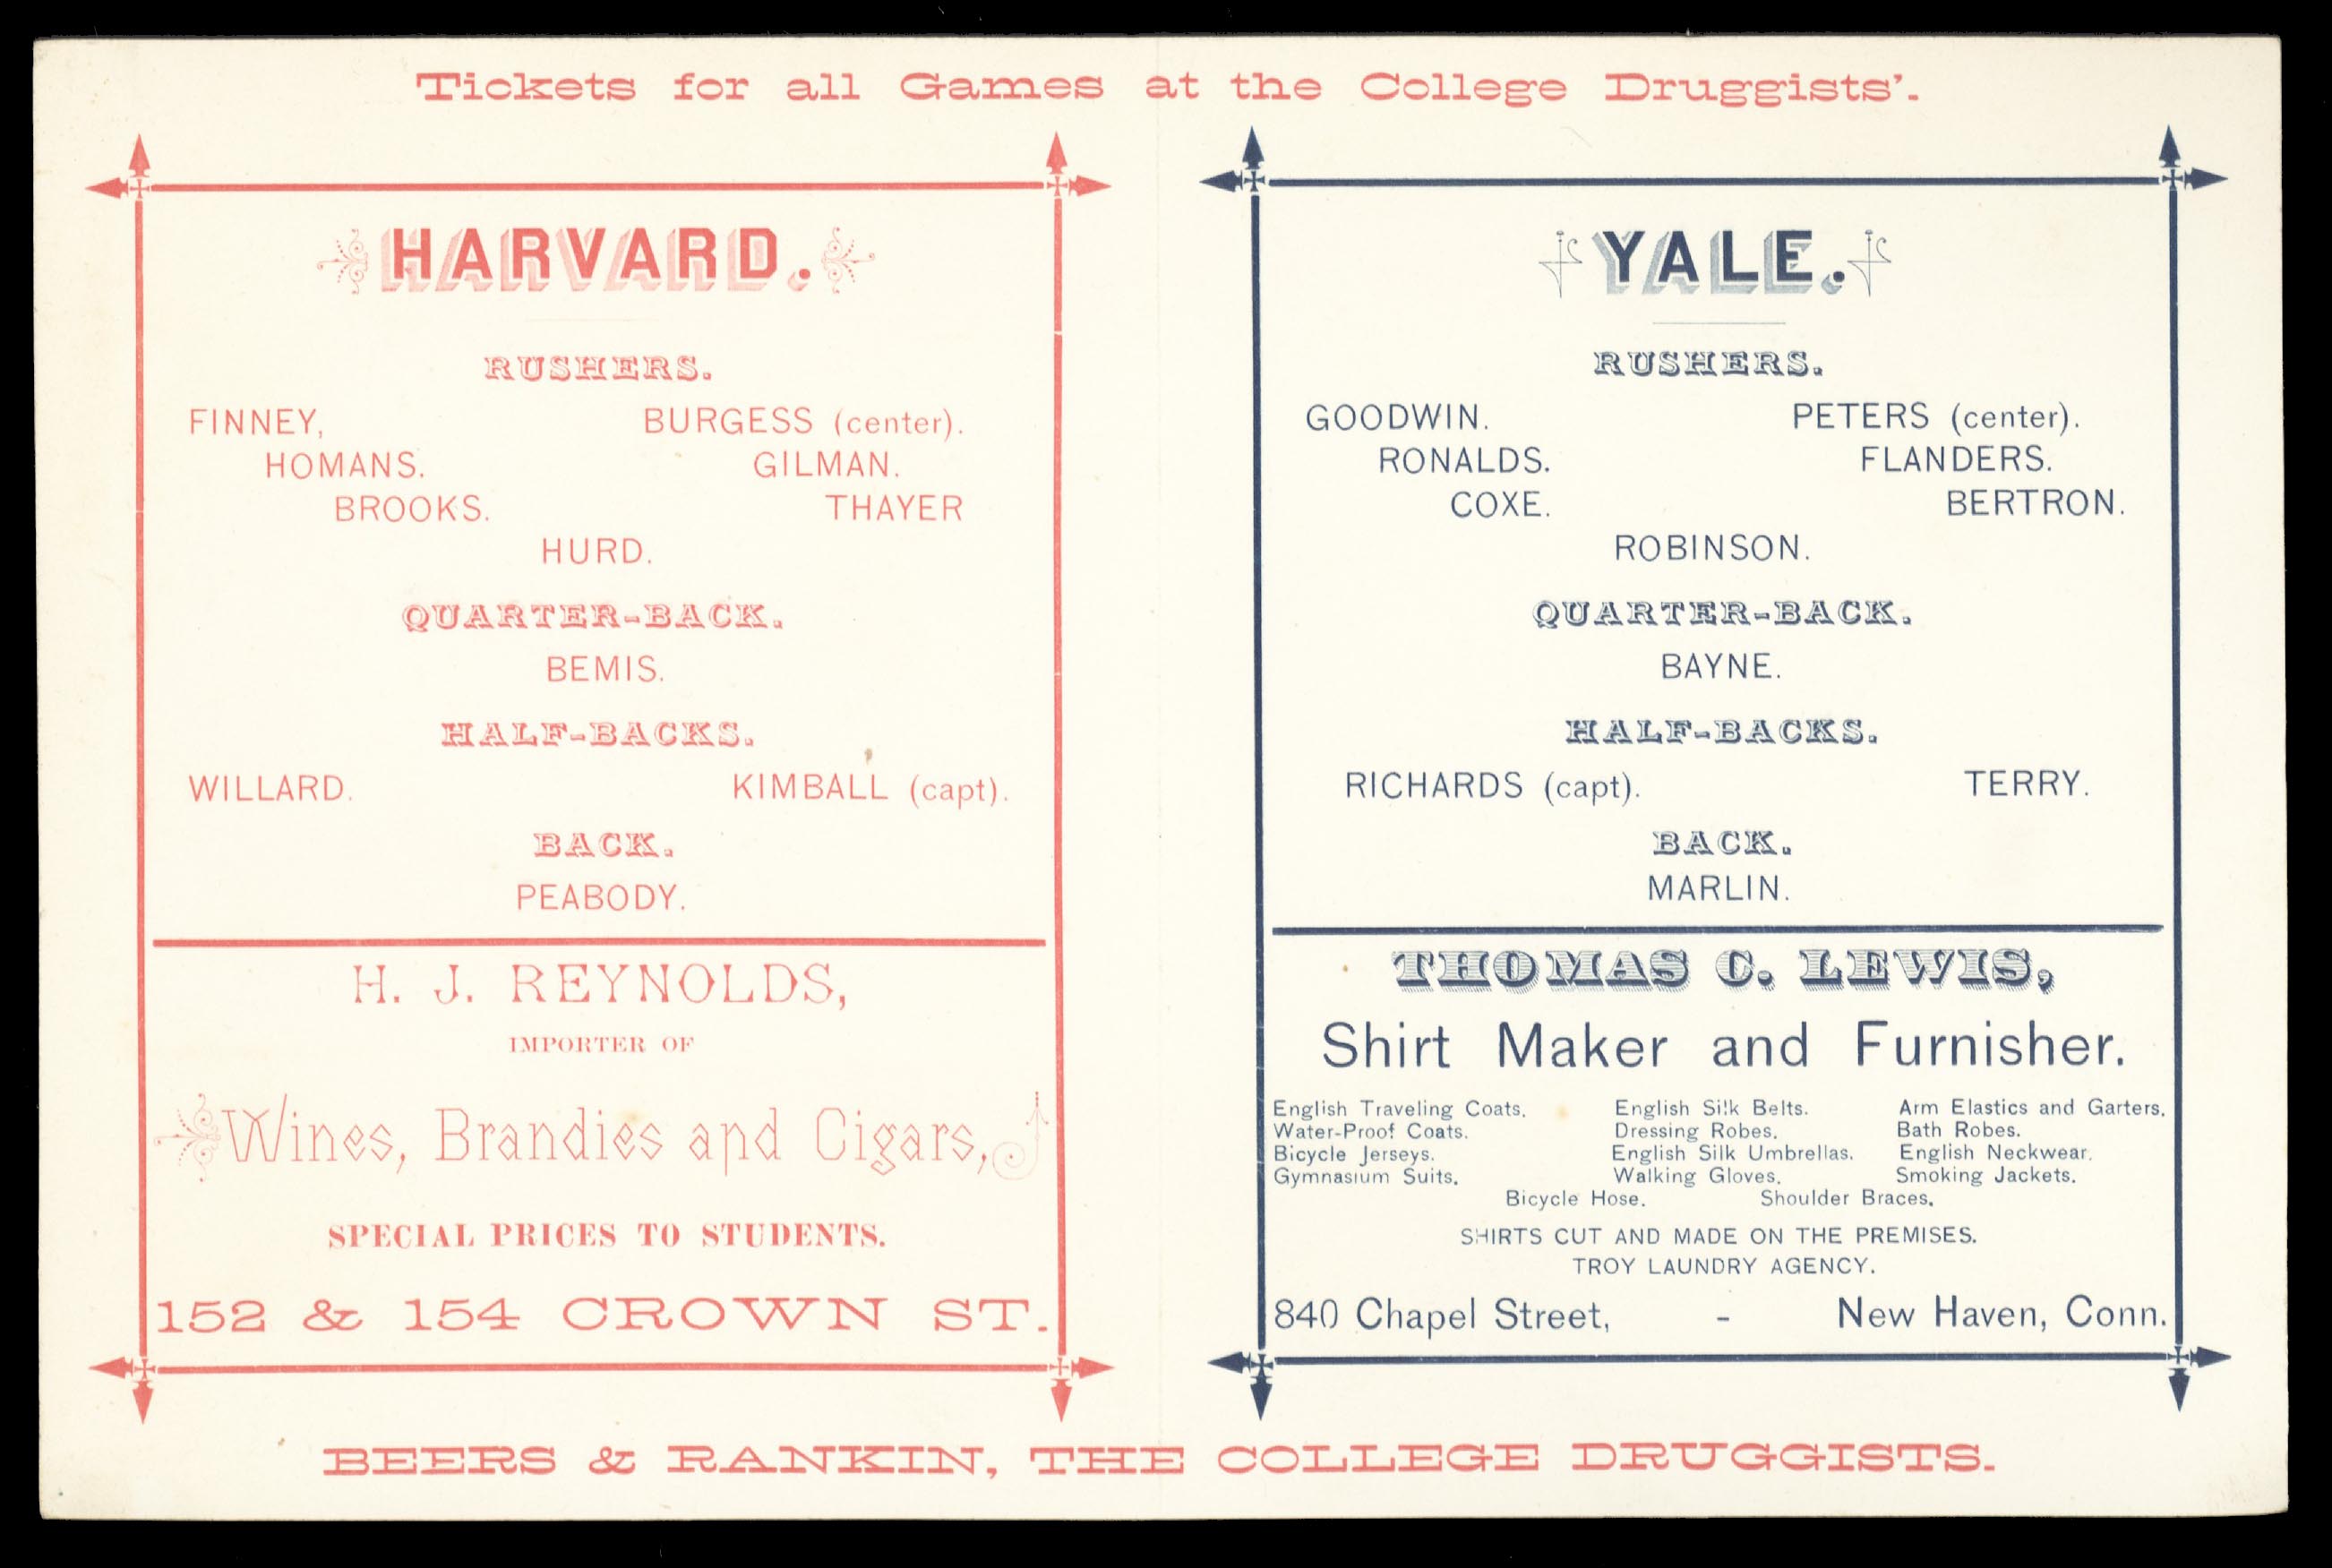 Tickets for all Games at the College Druggists'.
HARVARD.
RUSHERS.
FINNEY, BURGESS (center).
HOMANS. GILMAN.
BROOKS. THAYER
HURD.
QUARTER-BACK.
BEMIS.
HALF-BACKS.
WILLARD. KIMBALL (capt).
BACK.
PEABODY.
H. J. REYNOLDS,
IMPORTER OF
Wines, Brandies and Cigars,
SPECIAL PRICES TO STUDENTS.
152 & 154 CROWN ST.
YALE.
RUSHERS.
GOODWIN. PETERS (center).
RONALDS. FLANDERS.
COXE. BERTRON.
ROBINSON.
QUARTER-BACK.
BAYNE.
HALF-BACKS.
RICHARDS (capt). TERRY.
BACK.
MARLIN.
THOMAS C. LEWIS,
Shirt Maker and Furnisher.
English Traveling Coats. English Silk Belts. Arm Elastics and Garters.
Water-Proof Coats. Dressing Robes. Bath Robes.
Bicycle Jerseys. English Silk Umbrellas. English Neckwear.
Gymnasium Suits. Walking Gloves. Smoking Jackets.
Bicycle Hose. Shoulder Braces.
SHIRTS CUT AND MADE ON THE PREMISES.
TROY LAUNDRY AGENCY.
840 Chapel Street, - New Haven, Conn.
BEERS & RANKIN, THE COLLEGE DRUGGISTS.